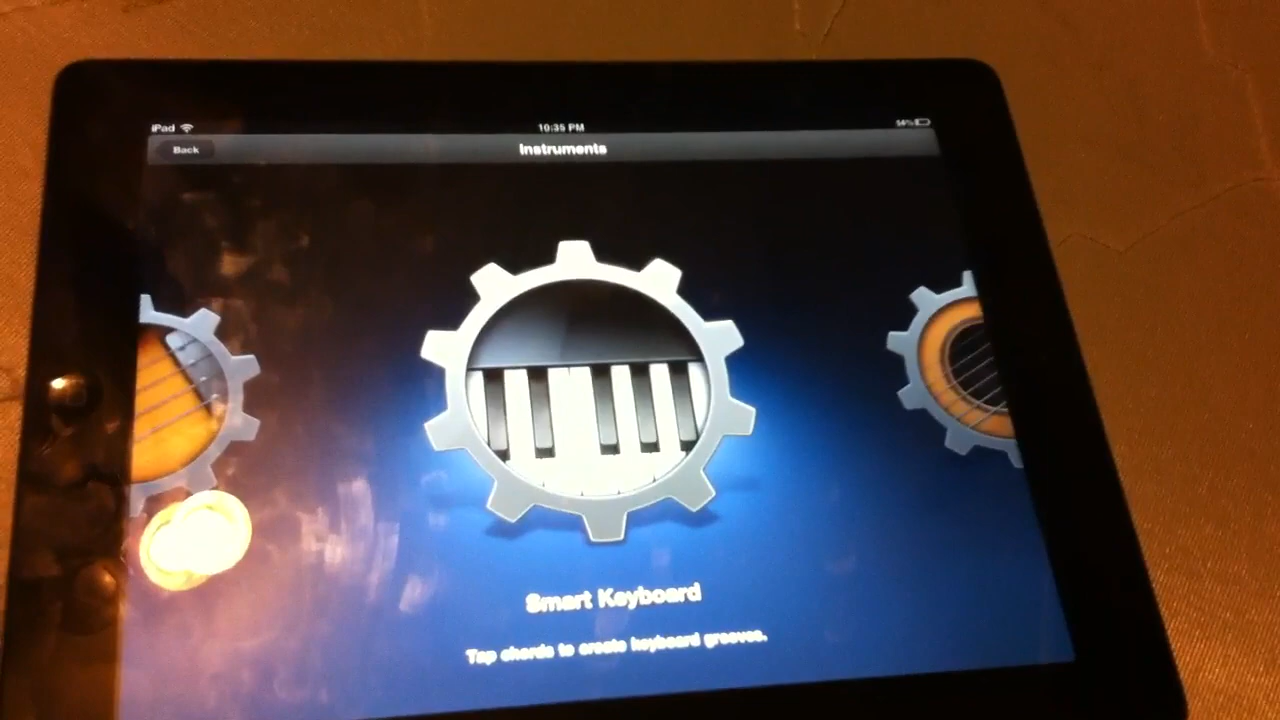 iPad
10:35 PM
Back
Instruments
Smart Keyboard
Tap chords to create keyboard grooves.